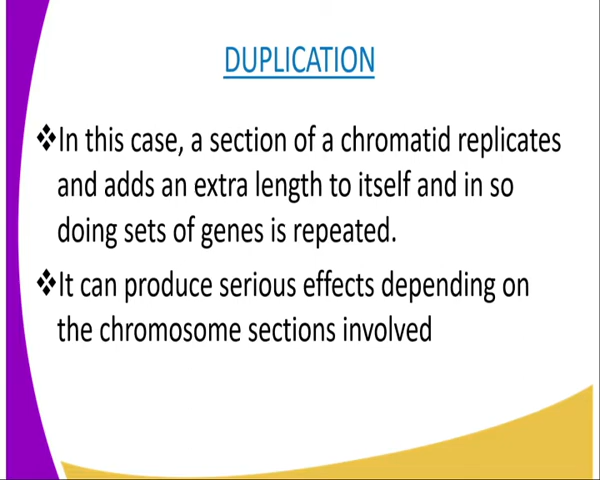 DUPLICATION
❖In this case, a section of a chromatid replicates
and adds an extra length to itself and in so
doing sets of genes is repeated.
❖It can produce serious effects depending on
the chromosome sections involved